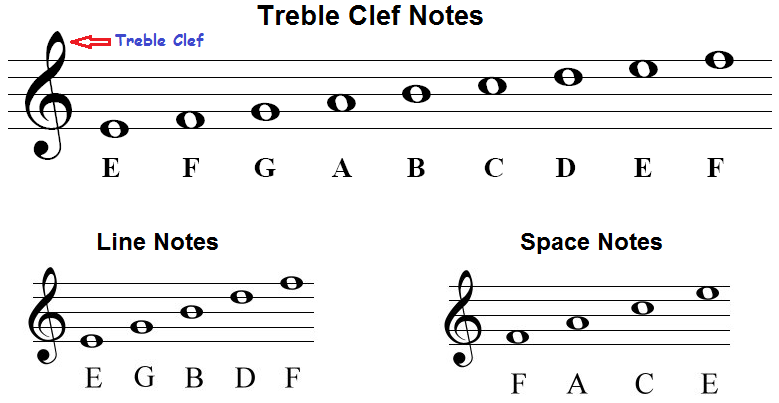 Treble Clef Notes
Treble Clef
E F G A B C D E F
Line Notes
E G B D F
Space Notes
F A C E